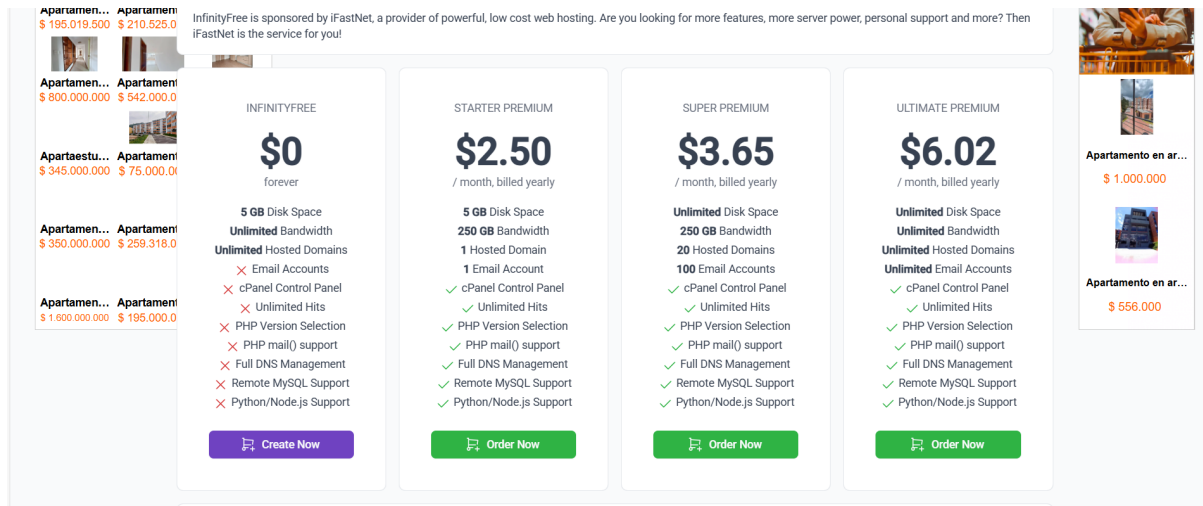 InfinityFree is sponsored by iFastNet, a provider of powerful, low cost web hosting. Are you looking for more features, more server power, personal support and more? Then
iFastNet is the service for you!
$ 195.019.500 $ 210.525.0
Apartamen... Apartament
$ 800.000.000 $ 542.000.0
Apartaestu... Apartament
$ 345.000.000 $ 75.000.00
Apartamen... Apartament
$ 350.000.000 $ 259.318.0
Apartamen... Apartament
$ 1.600.000.000 $ 195.000.0
INFINITYFREE
$0
forever
5 GB Disk Space
Unlimited Bandwidth
Unlimited Hosted Domains
Email Accounts
cPanel Control Panel
Unlimited Hits
PHP Version Selection
PHP mail() support
Full DNS Management
Remote MySQL Support
Python/Node.js Support
Create Now
STARTER PREMIUM
$2.50
/ month, billed yearly
5 GB Disk Space
250 GB Bandwidth
1 Hosted Domain
1 Email Account
cPanel Control Panel
Unlimited Hits
PHP Version Selection
PHP mail() support
Full DNS Management
Remote MySQL Support
Python/Node.js Support
Order Now
SUPER PREMIUM
$3.65
/ month, billed yearly
Unlimited Disk Space
250 GB Bandwidth
20 Hosted Domains
100 Email Accounts
cPanel Control Panel
Unlimited Hits
PHP Version Selection
PHP mail() support
Full DNS Management
Remote MySQL Support
Python/Node.js Support
Order Now
ULTIMATE PREMIUM
$6.02
/ month, billed yearly
Unlimited Disk Space
Unlimited Bandwidth
Unlimited Hosted Domains
Unlimited Email Accounts
cPanel Control Panel
Unlimited Hits
PHP Version Selection
PHP mail() support
Full DNS Management
Remote MySQL Support
Python/Node.js Support
Order Now
Apartamento en ar...
$ 1.000.000
Apartamento en ar...
$ 556.000